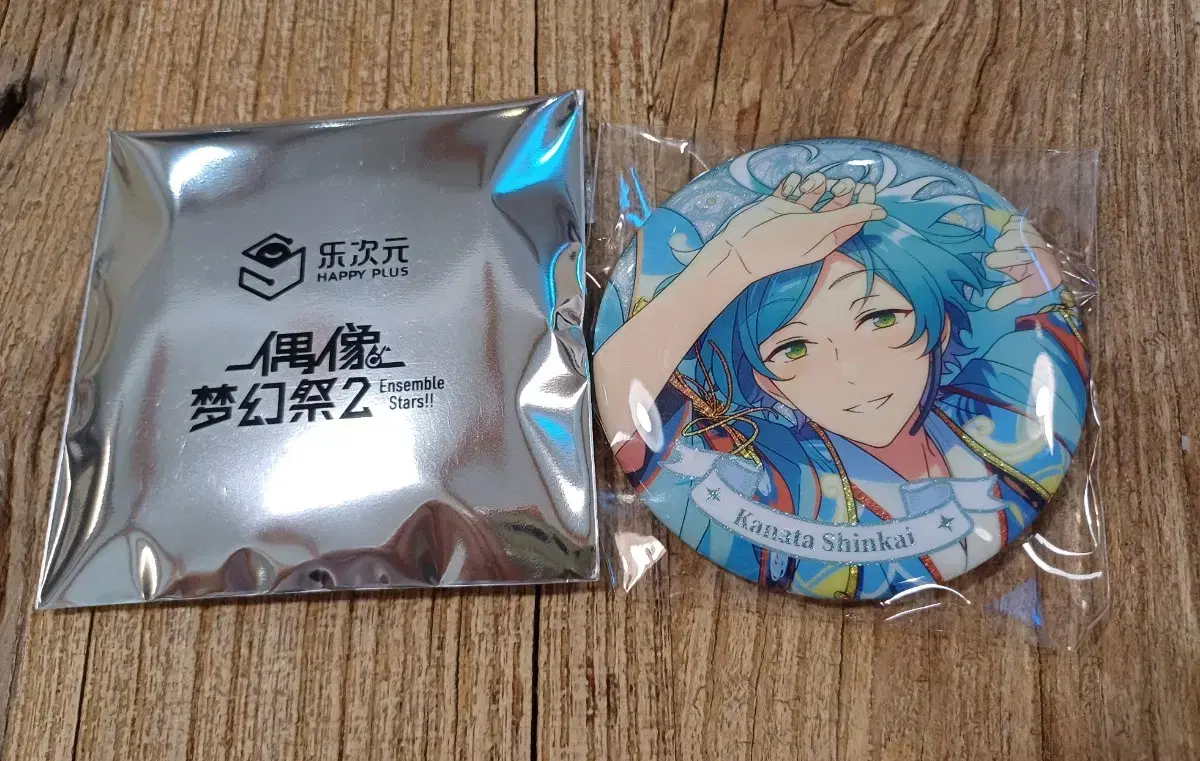 乐次元
HAPPY PLUS
偶像
梦幻祭2
Ensemble
Stars!!
Kanata Shinkai